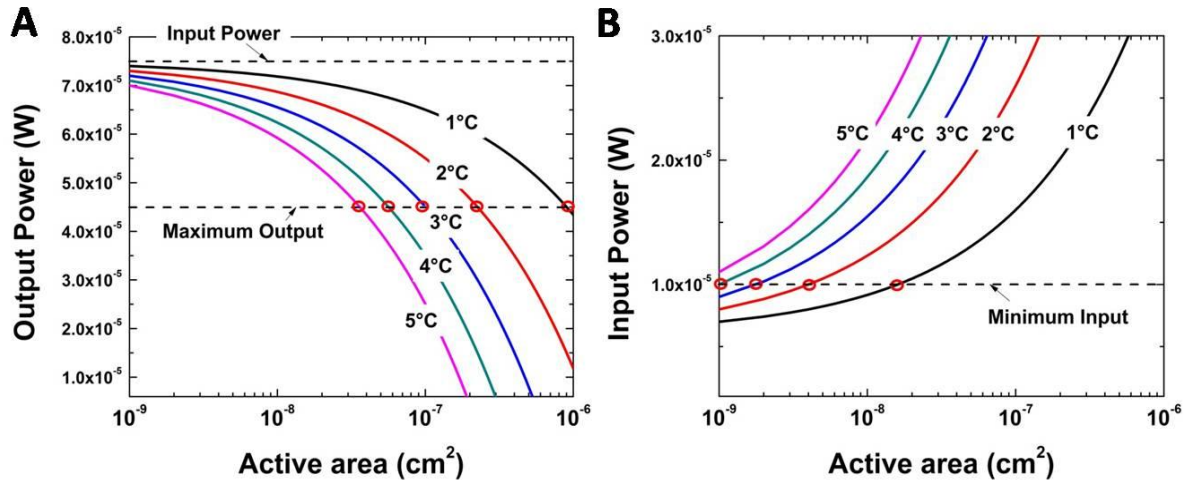 A
Output Power (W)
8.0x10⁻⁵
7.0x10⁻⁵
6.0x10⁻⁵
5.0x10⁻⁵
4.0x10⁻⁵
3.0x10⁻⁵
2.0x10⁻⁵
1.0x10⁻⁵
Input Power
1°C
2°C
3°C
4°C
5°C
Maximum Output
10⁻⁹
10⁻⁸
10⁻⁷
10⁻⁶
Active area (cm²)
B
Input Power (W)
3.0x10⁻⁵
2.0x10⁻⁵
1.0x10⁻⁵
5°C
4°C
3°C
2°C
1°C
Minimum Input
10⁻⁹
10⁻⁸
10⁻⁷
10⁻⁶
Active area (cm²)